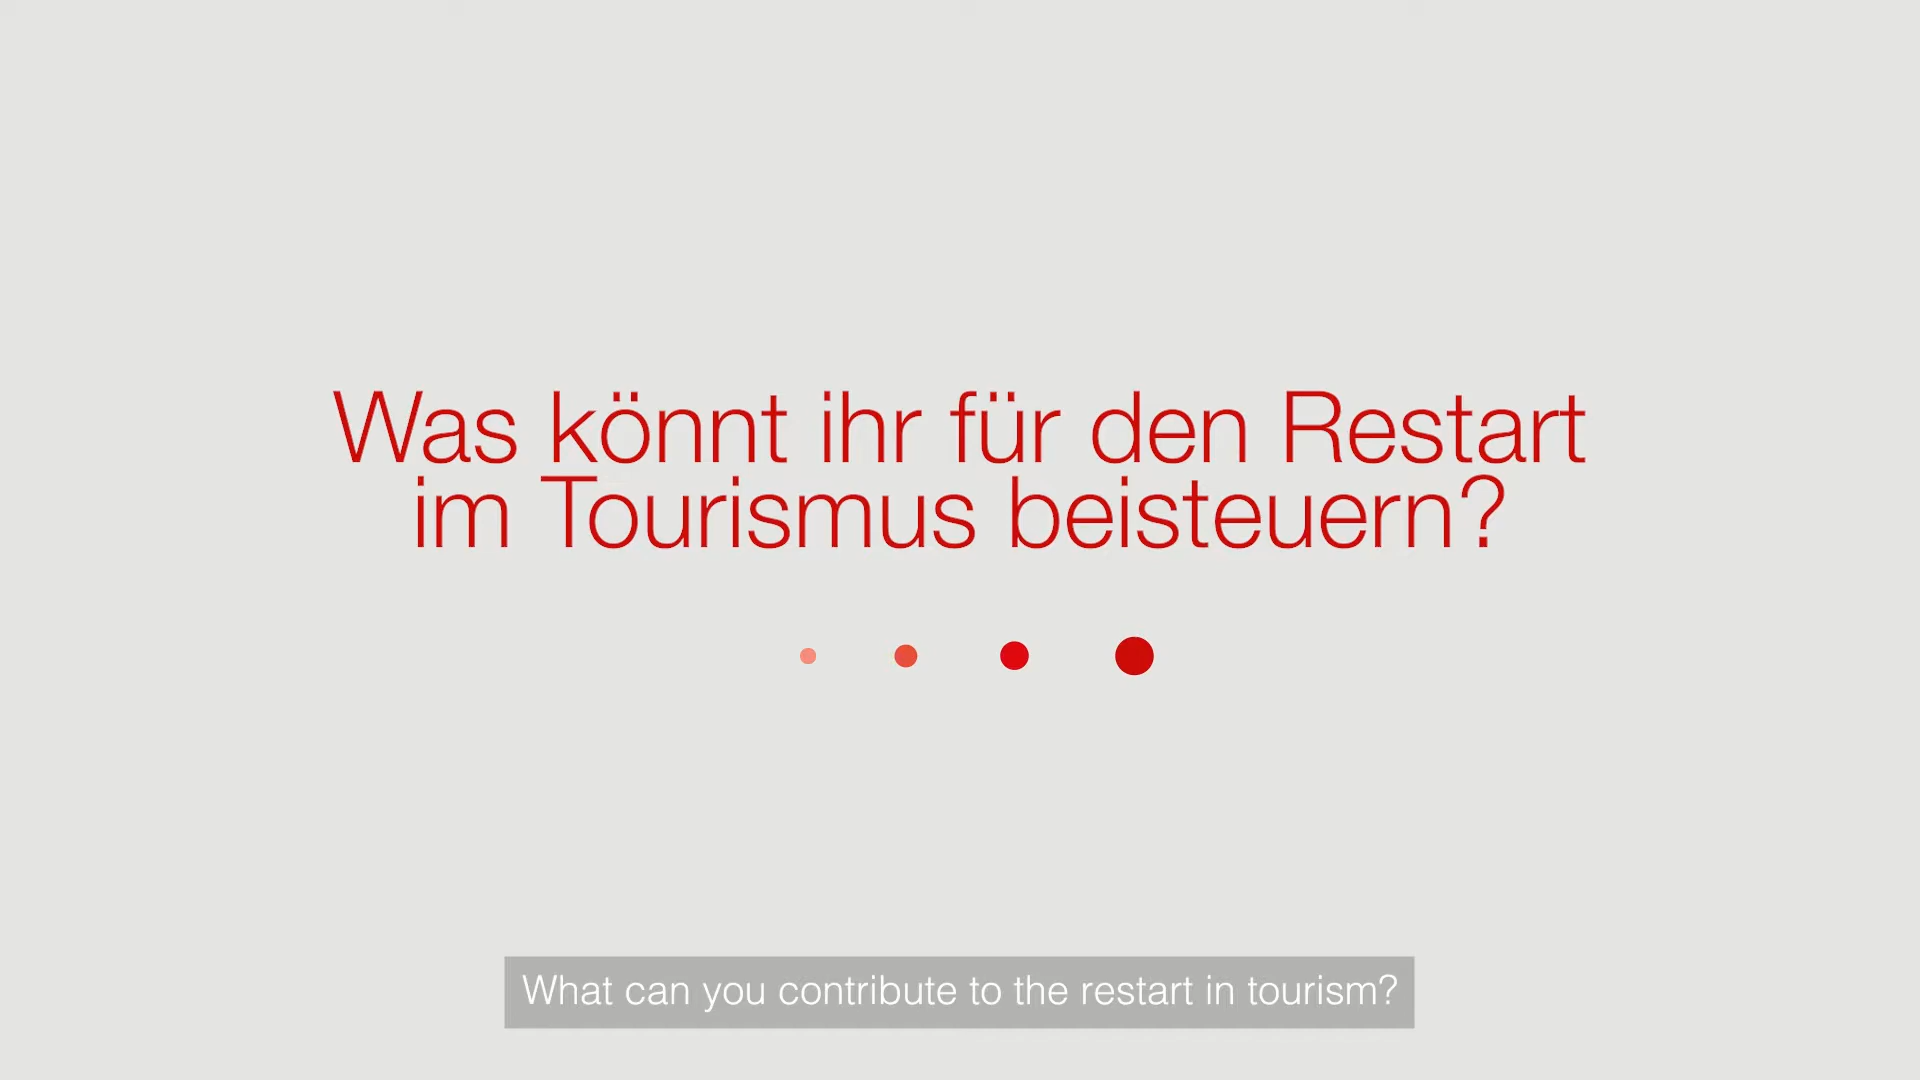 Was könnt ihr für den Restart
im Tourismus beisteuern?
What can you contribute to the restart in tourism?